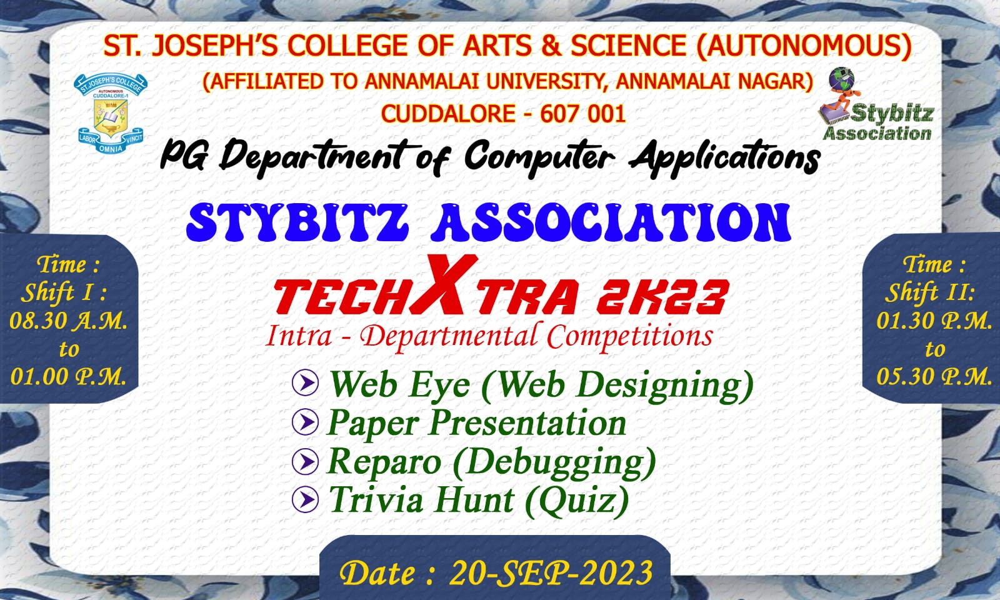 ST. JOSEPH'S COLLEGE OF ARTS & SCIENCE (AUTONOMOUS)
(AFFILIATED TO ANNAMALAI UNIVERSITY, ANNAMALAI NAGAR)
CUDDALORE - 607 001
ST.JOSEPH'S COLLEGE
AUTONOMOUS
CUDDALORE-1
LABOR
OMNIA
VINCIT
Stybitz
Association
PG Department of Computer Applications
STYBITZ ASSOCIATION
TECHXTRA 2K23
Intra - Departmental Competitions
Time :
Shift I :
08.30 A.M.
to
01.00 P.M.
Time :
Shift II:
01.30 P.M.
to
05.30 P.M.
Web Eye (Web Designing)
Paper Presentation
Reparo (Debugging)
Trivia Hunt (Quiz)
Date : 20-SEP-2023